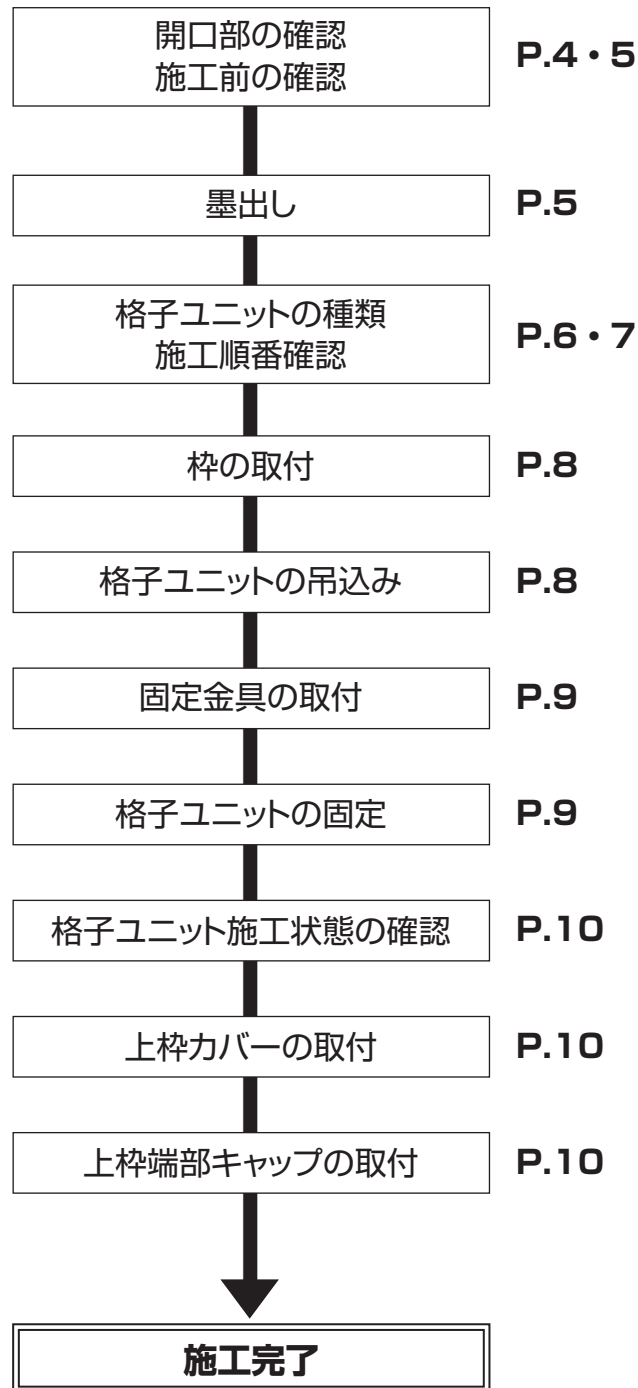 開口部の確認
施工前の確認
P.4・5
墨出し
P.5
格子ユニットの種類
施工順番確認
P.6・7
枠の取付
P.8
格子ユニットの吊込み
P.8
固定金具の取付
P.9
格子ユニットの固定
P.9
格子ユニット施工状態の確認
P.10
上枠カバーの取付
P.10
上枠端部キャップの取付
P.10
施工完了